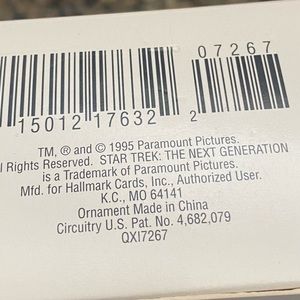 07267
15012 17632 2
TM, ® and © 1995 Paramount Pictures.
l Rights Reserved. STAR TREK: THE NEXT GENERATION
is a Trademark of Paramount Pictures.
Mfd. for Hallmark Cards, Inc., Authorized User.
K.C., MO 64141
Ornament Made in China
Circuitry U.S. Pat. No. 4,682,079
QXI7267